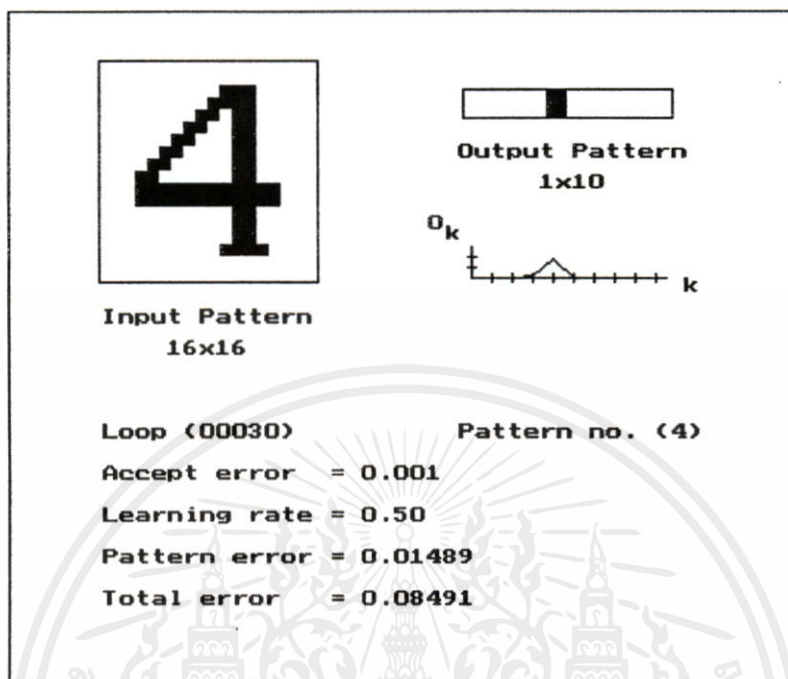 4
Output Pattern
1x10
O_k
k
Input Pattern
16x16
Loop (00030) Pattern no. (4)
Accept error = 0.001
Learning rate = 0.50
Pattern error = 0.01489
Total error = 0.08491